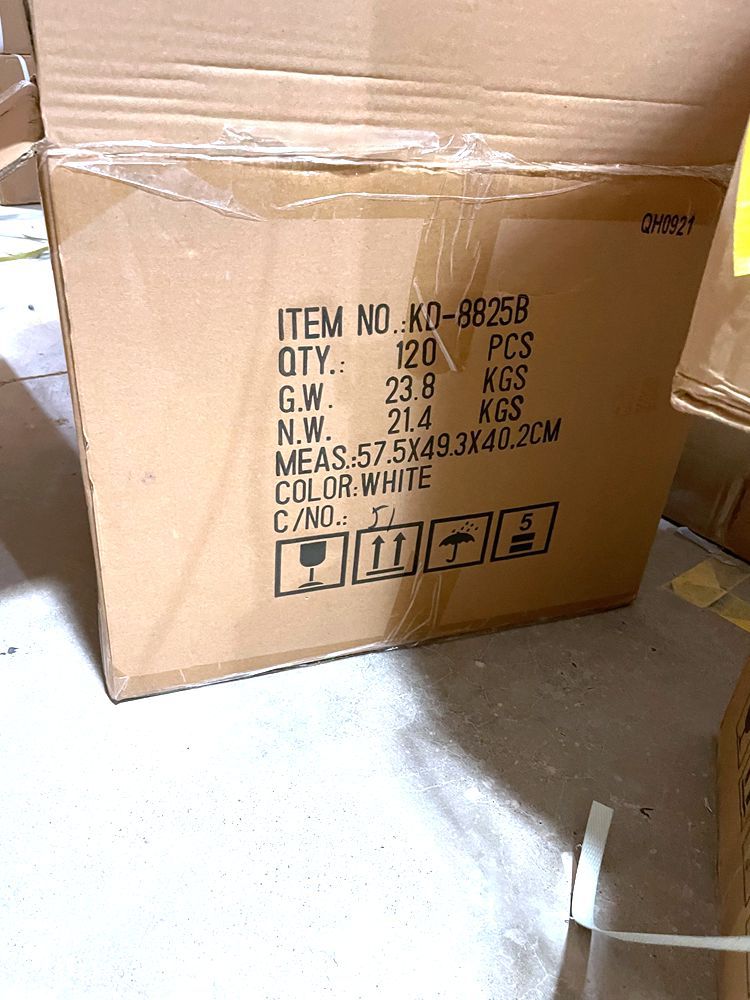 QH0921
ITEM NO.:KD-8825B
QTY.: 120 PCS
G.W. 23.8 KGS
N.W. 21.4 KGS
MEAS.:57.5X49.3X40.2CM
COLOR:WHITE
C/NO.: 51
5